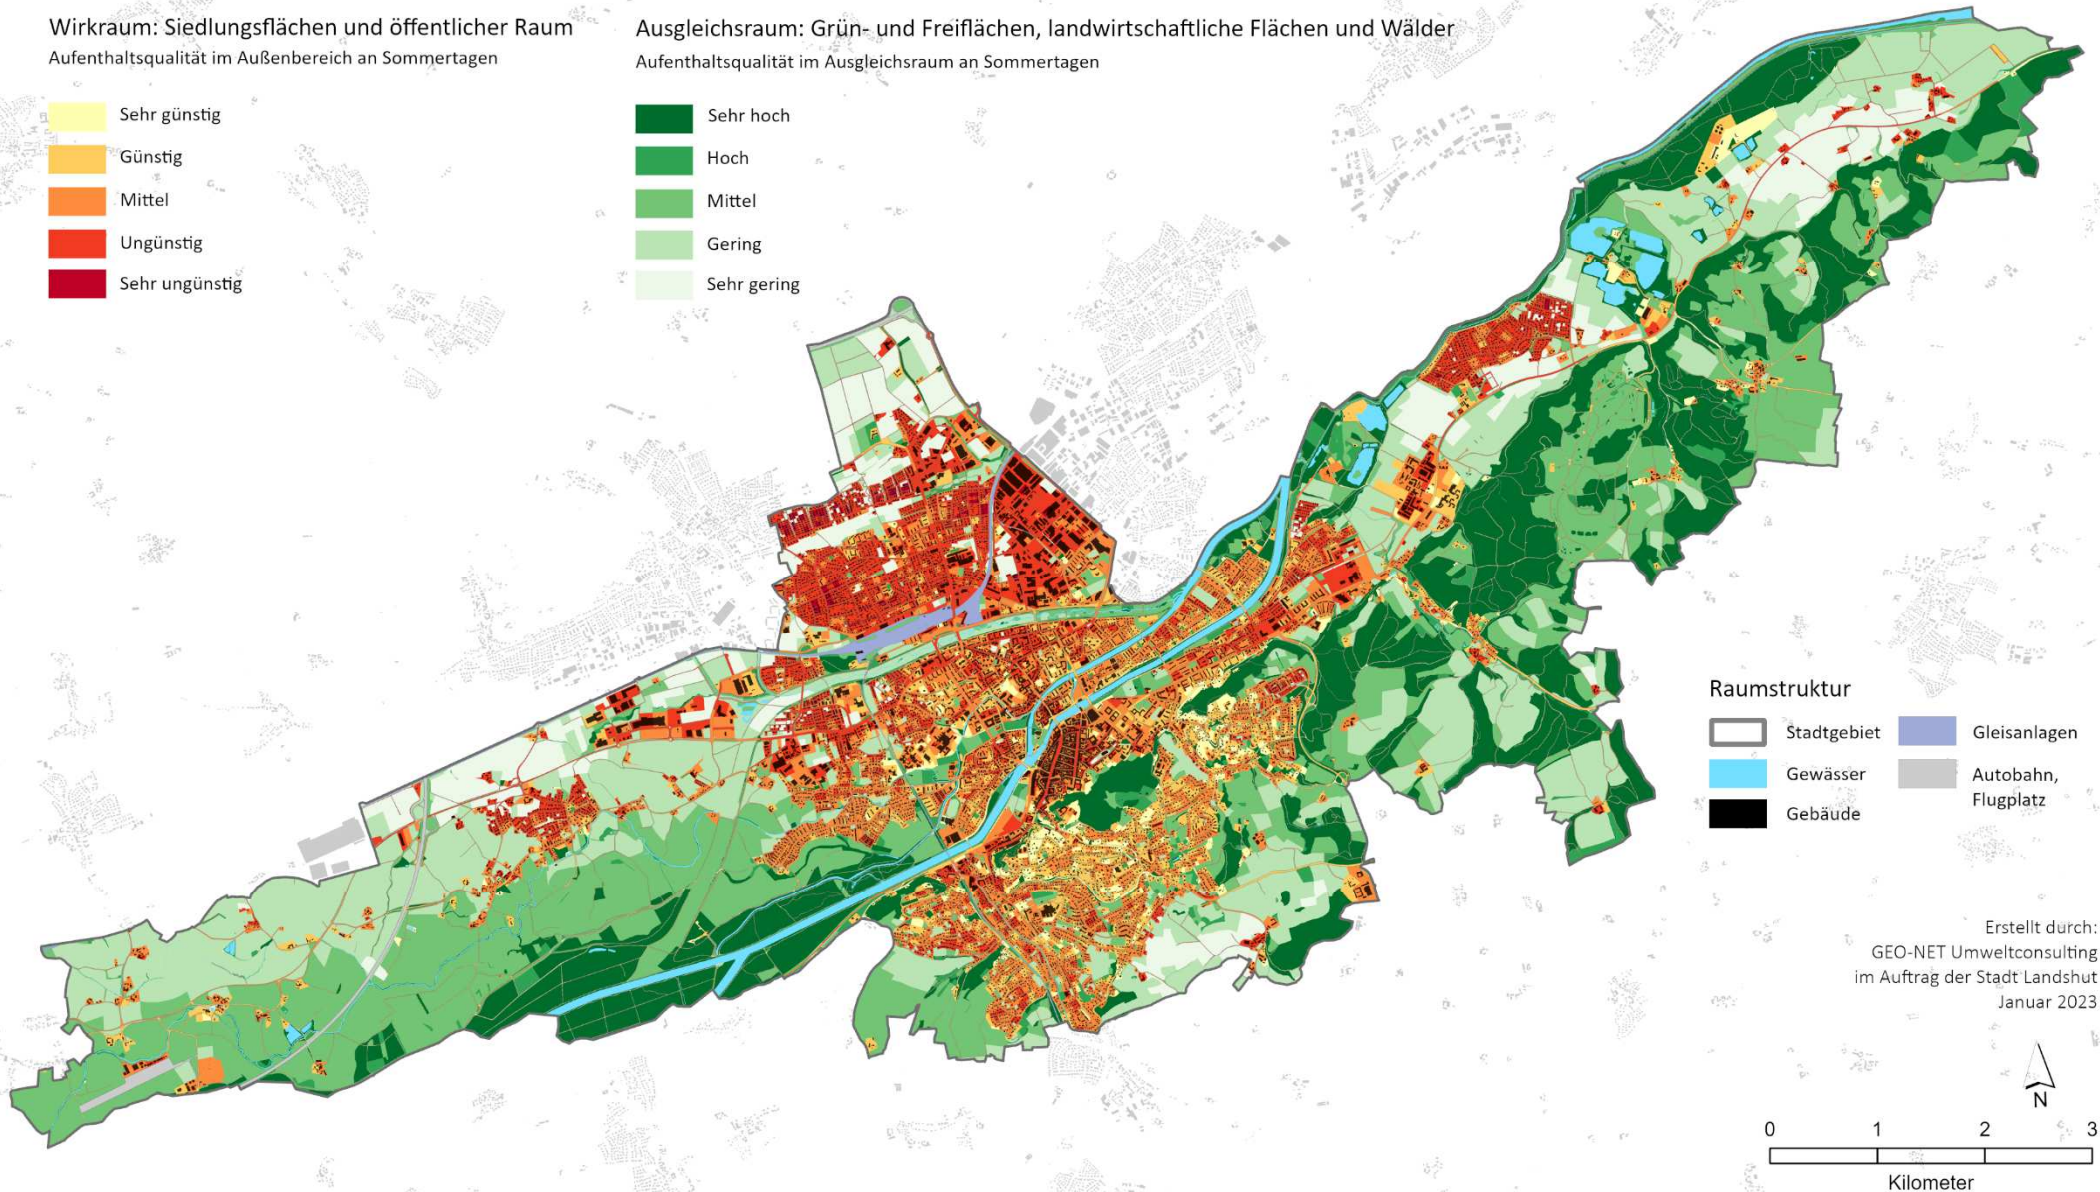 Wirkraum: Siedlungsflächen und öffentlicher Raum
Aufenthaltsqualität im Außenbereich an Sommertagen
Sehr günstig
Günstig
Mittel
Ungünstig
Sehr ungünstig
Ausgleichsraum: Grün- und Freiflächen, landwirtschaftliche Flächen und Wälder
Aufenthaltsqualität im Ausgleichsraum an Sommertagen
Sehr hoch
Hoch
Mittel
Gering
Sehr gering
Raumstruktur
Stadtgebiet
Gewässer
Gebäude
Gleisanlagen
Autobahn,
Flugplatz
Erstellt durch:
GEO-NET Umweltconsulting
im Auftrag der Stadt Landshut
Januar 2023
N
0 1 2 3
Kilometer